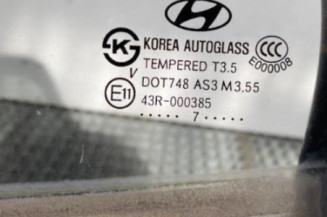 KOREA AUTOGLASS CCC
TEMPERED T3.5 E000008
V
DOT748 AS3 M3.55
E11 43R-000385
..... 7 .....